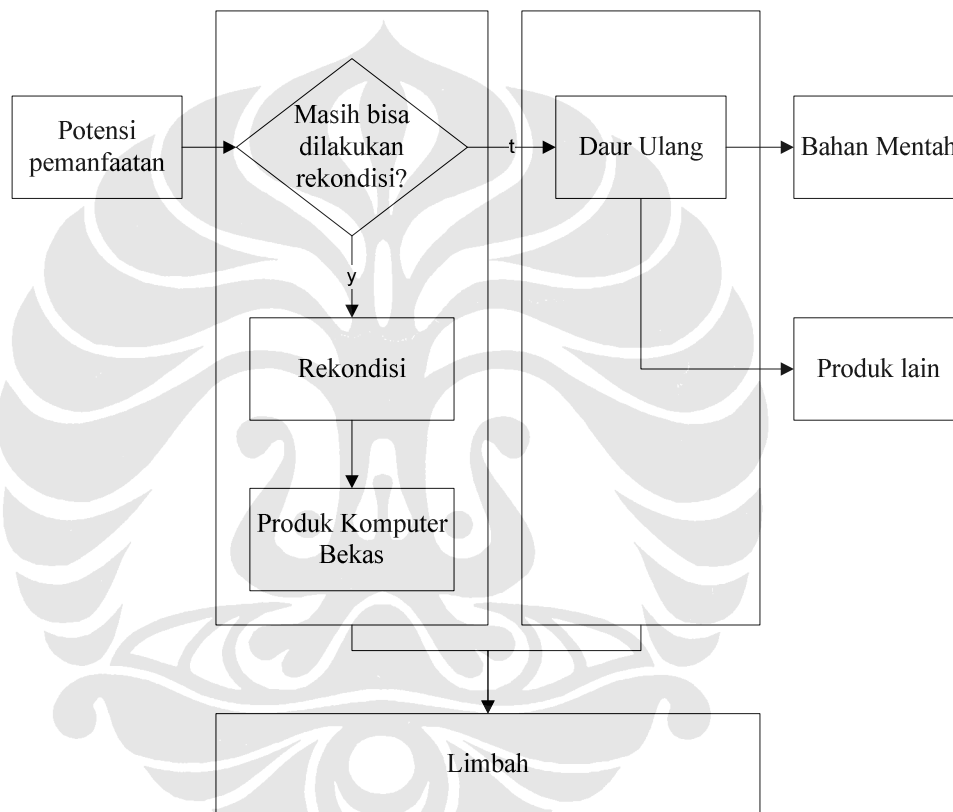 Potensi
pemanfaatan
Masih bisa
dilakukan
rekondisi?
t
Daur Ulang
Bahan Mentah
y
Rekondisi
Produk lain
Produk Komputer
Bekas
Limbah